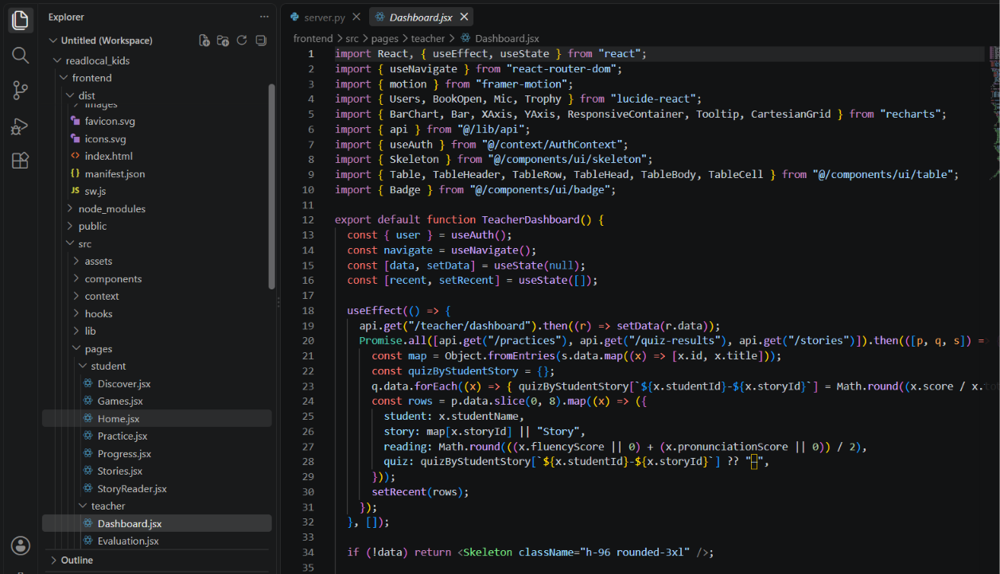 Explorer
Untitled (Workspace)
readlocal_kids
frontend
dist
images
favicon.svg
icons.svg
<> index.html
{} manifest.json
JS sw.js
node_modules
public
src
assets
components
context
hooks
lib
pages
student
Discover.jsx
Games.jsx
Home.jsx
Practice.jsx
Progress.jsx
Stories.jsx
StoryReader.jsx
teacher
Dashboard.jsx
Evaluation.jsx
Outline
server.py
Dashboard.jsx
frontend > src > pages > teacher > Dashboard.jsx
1 import React, { useEffect, useState } from "react";
2 import { useNavigate } from "react-router-dom";
3 import { motion } from "framer-motion";
4 import { Users, BookOpen, Mic, Trophy } from "lucide-react";
5 import { BarChart, Bar, XAxis, YAxis, ResponsiveContainer, Tooltip, CartesianGrid } from "recharts";
6 import { api } from "@/lib/api";
7 import { useAuth } from "@/context/AuthContext";
8 import { Skeleton } from "@/components/ui/skeleton";
9 import { Table, TableHeader, TableRow, TableHead, TableBody, TableCell } from "@/components/ui/table";
10 import { Badge } from "@/components/ui/badge";
11
12 export default function TeacherDashboard() {
13 const { user } = useAuth();
14 const navigate = useNavigate();
15 const [data, setData] = useState(null);
16 const [recent, setRecent] = useState([]);
17
18 useEffect(() => {
19 api.get("/teacher/dashboard").then((r) => setData(r.data));
20 Promise.all([api.get("/practices"), api.get("/quiz-results"), api.get("/stories")]).then(([p, q, s]) =>
21 const map = Object.fromEntries(s.data.map((x) => [x.id, x.title]));
22 const quizByStudentStory = {};
23 q.data.forEach((x) => { quizByStudentStory[`${x.studentId}-${x.storyId}`] = Math.round((x.score / x.tot
24 const rows = p.data.slice(0, 8).map((x) => ({
25 student: x.studentName,
26 story: map[x.storyId] || "Story",
27 reading: Math.round(((x.fluencyScore || 0) + (x.pronunciationScore || 0)) / 2),
28 quiz: quizByStudentStory[`${x.studentId}-${x.storyId}`] ?? "–",
29 }));
30 setRecent(rows);
31 });
32 }, []);
33
34 if (!data) return <Skeleton className="h-96 rounded-3xl" />;
35